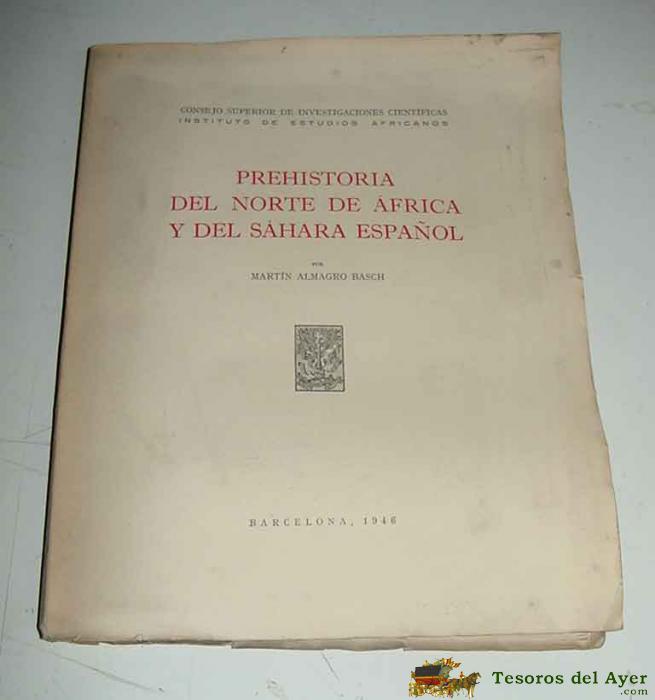 CONSEJO SUPERIOR DE INVESTIGACIONES CIENTÍFICAS
INSTITUTO DE ESTUDIOS AFRICANOS
PREHISTORIA
DEL NORTE DE ÁFRICA
Y DEL SÁHARA ESPAÑOL
POR
MARTÍN ALMAGRO BASCH
BARCELONA, 1946
Tesoros del Ayer
.com